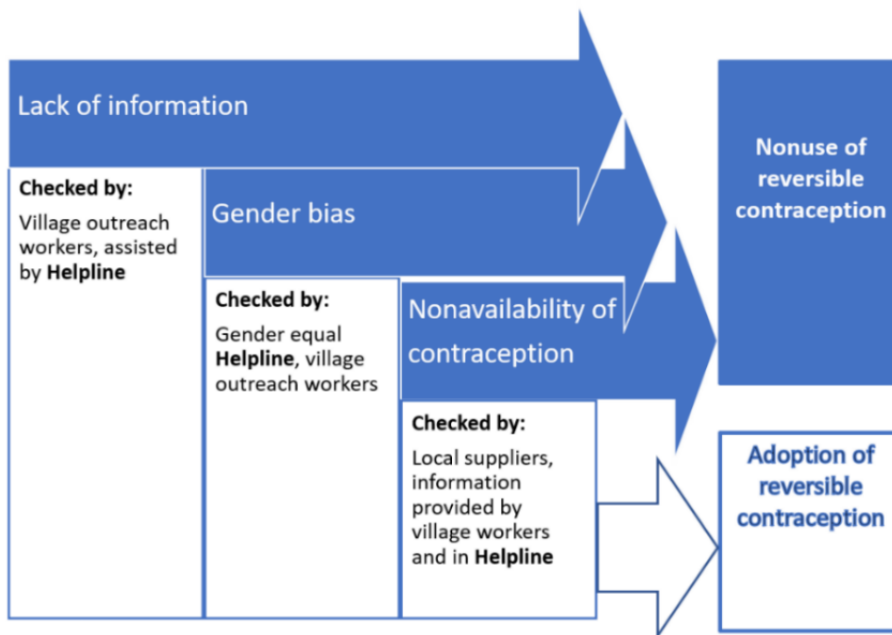 Lack of information
Checked by:
Village outreach
workers, assisted
by Helpline
Gender bias
Checked by:
Gender equal
Helpline, village
outreach workers
Nonavailability of
contraception
Checked by:
Local suppliers,
information
provided by
village workers
and in Helpline
Nonuse of
reversible
contraception
Adoption of
reversible
contraception